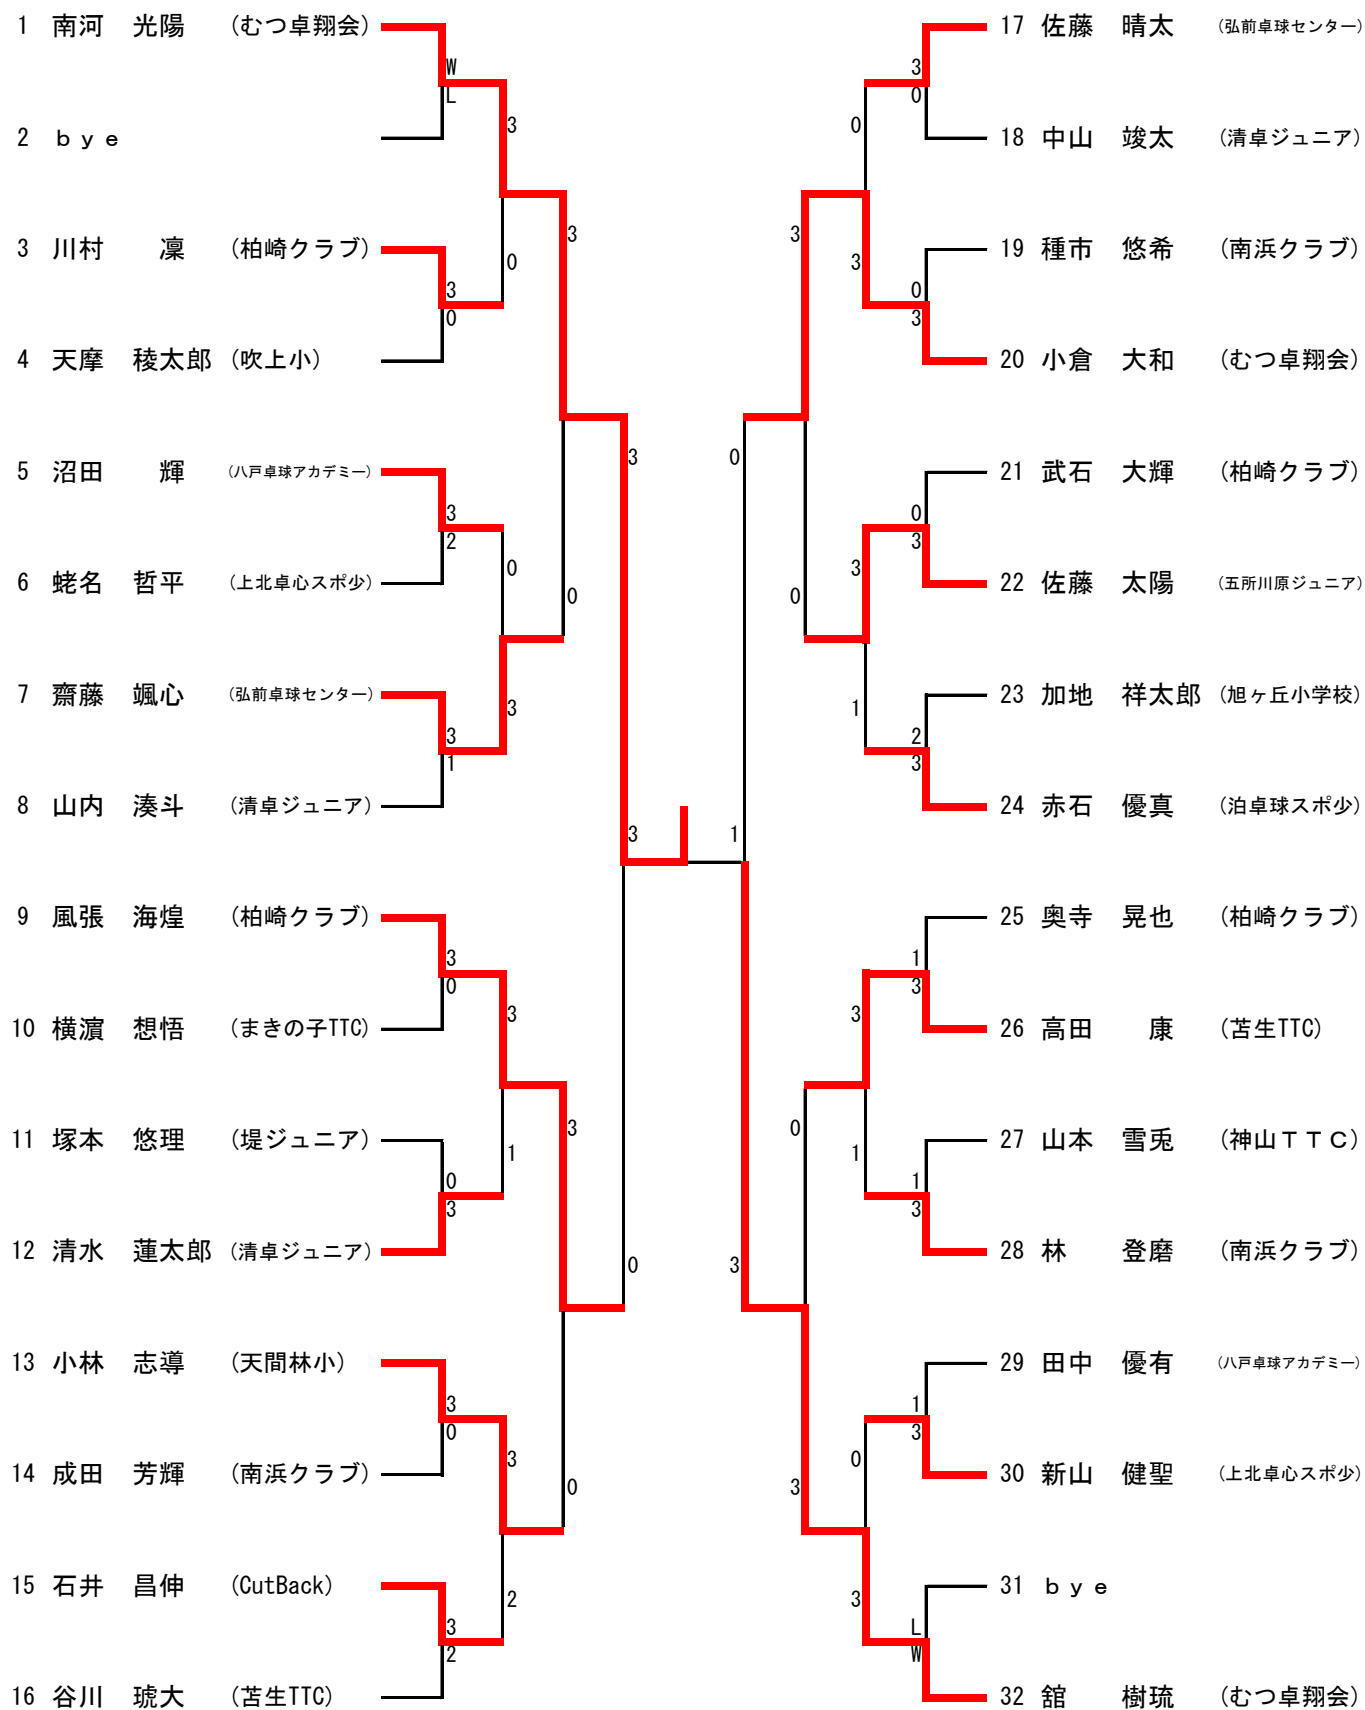 1 南河 光陽 (むつ卓翔会)
W
L
2 ｂｙｅ
3
3 川村 凜 (柏崎クラブ)
0
3
0
4 天摩 稜太郎 (吹上小)
3
5 沼田 輝 (八戸卓球アカデミー)
3
2
6 蛯名 哲平 (上北卓心スポ少)
0
7 齋藤 颯心 (弘前卓球センター)
3
3
1
8 山内 湊斗 (清卓ジュニア)
0
3
9 風張 海煌 (柏崎クラブ)
3
0
10 横濵 想悟 (まきの子TTC)
3
11 塚本 悠理 (堤ジュニア)
1
0
3
12 清水 蓮太郎 (清卓ジュニア)
3
13 小林 志導 (天間林小)
3
0
14 成田 芳輝 (南浜クラブ)
3
15 石井 昌伸 (CutBack)
2
3
2
16 谷川 琥大 (苫生TTC)
0
0
3 1
17 佐藤 晴太 (弘前卓球センター)
3
0
18 中山 竣太 (清卓ジュニア)
0
19 種市 悠希 (南浜クラブ)
3
0
3
20 小倉 大和 (むつ卓翔会)
3
21 武石 大輝 (柏崎クラブ)
0
3
22 佐藤 太陽 (五所川原ジュニア)
3
23 加地 祥太郎 (旭ヶ丘小学校)
1
2
3
24 赤石 優真 (泊卓球スポ少)
0
0
25 奥寺 晃也 (柏崎クラブ)
1
3
26 高田 康 (苫生TTC)
3
27 山本 雪兎 (神山ＴＴＣ)
1
1
3
28 林 登磨 (南浜クラブ)
0
29 田中 優有 (八戸卓球アカデミー)
1
3
30 新山 健聖 (上北卓心スポ少)
0
31 ｂｙｅ
3
L
W
32 舘 樹琉 (むつ卓翔会)
3
3